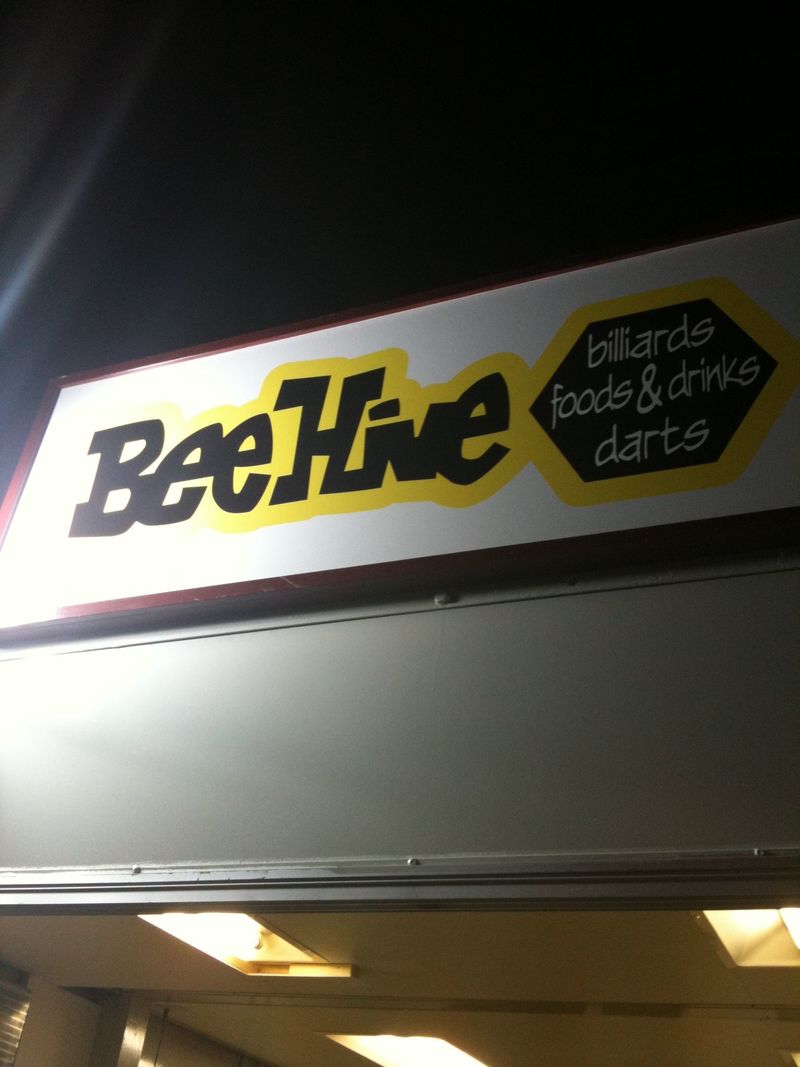 BeeHive
billiards
foods & drinks
darts